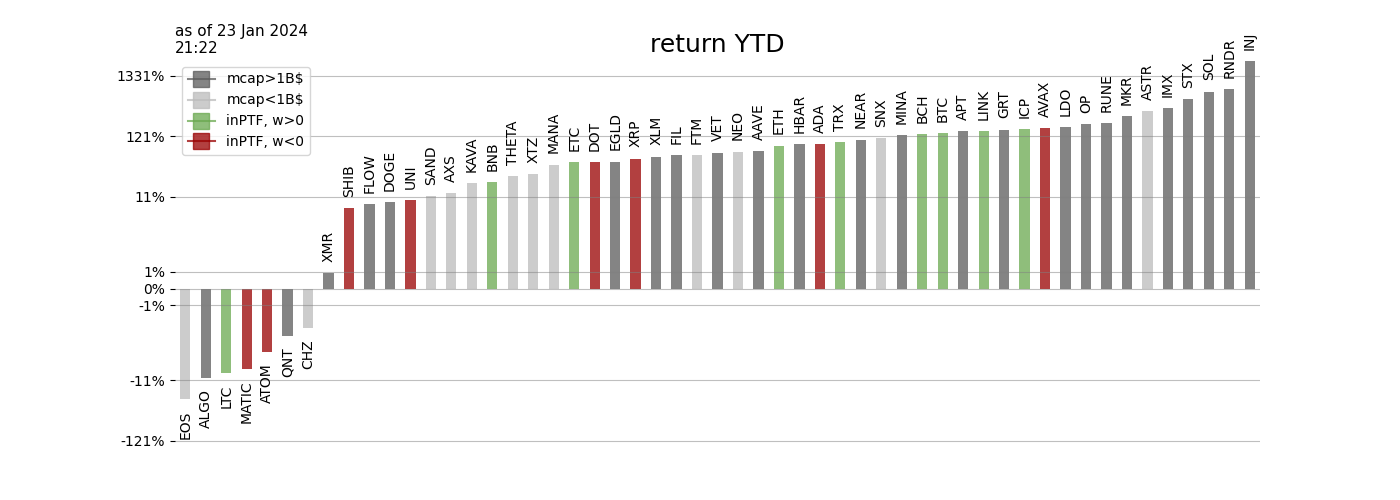 as of 23 Jan 2024
21:22
return YTD
mcap>1B$
mcap<1B$
inPTF, w>0
inPTF, w<0
1331%
121%
11%
1%
0%
-1%
-11%
-121%
EOS
ALGO
LTC
MATIC
ATOM
QNT
CHZ
XMR
SHIB
FLOW
DOGE
UNI
SAND
AXS
KAVA
BNB
THETA
XTZ
MANA
ETC
DOT
EGLD
XRP
XLM
FIL
FTM
VET
NEO
AAVE
ETH
HBAR
ADA
TRX
NEAR
SNX
MINA
BCH
BTC
APT
LINK
GRT
ICP
AVAX
LDO
OP
RUNE
MKR
ASTR
IMX
STX
SOL
RNDR
INJ